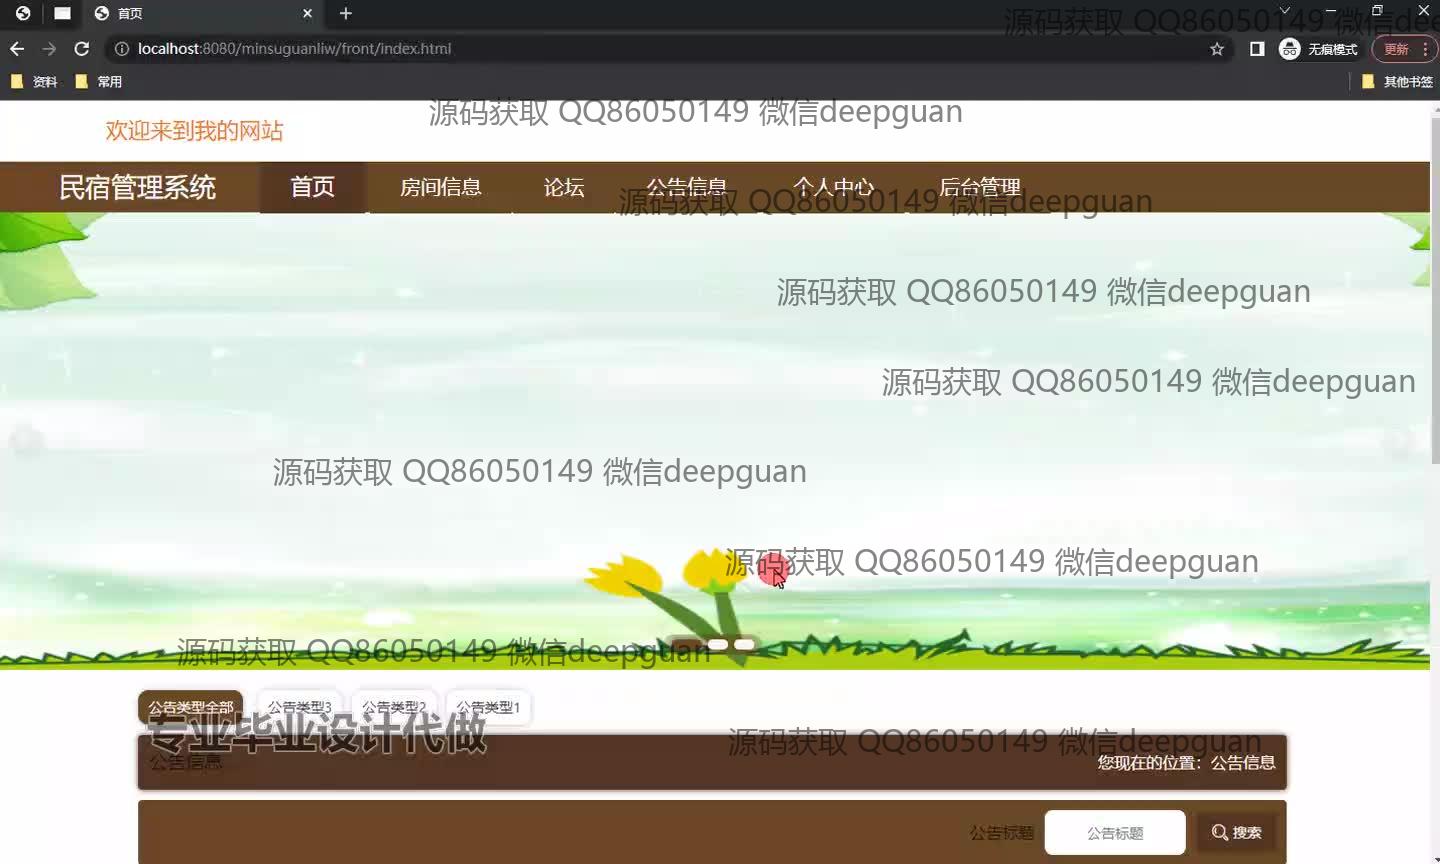 首页
源码获取 QQ86050149 微信dee
localhost:8080/minsuguanliw/front/index.html
无痕模式
更新
资料
常用
其他书签
源码获取 QQ86050149 微信deepguan
欢迎来到我的网站
民宿管理系统
首页
房间信息
论坛
公告信息
个人中心
后台管理
源码获取 QQ86050149 微信deepguan
源码获取 QQ86050149 微信deepguan
源码获取 QQ86050149 微信deepguan
源码获取 QQ86050149 微信deepguan
源码获取 QQ86050149 微信deepguan
源码获取 QQ86050149 微信deepguan
公告类型全部
公告类型3
公告类型2
公告类型1
专业毕业设计代做
源码获取 QQ86050149 微信deepguan
公告信息
您现在的位置：公告信息
公告标题
公告标题
搜索